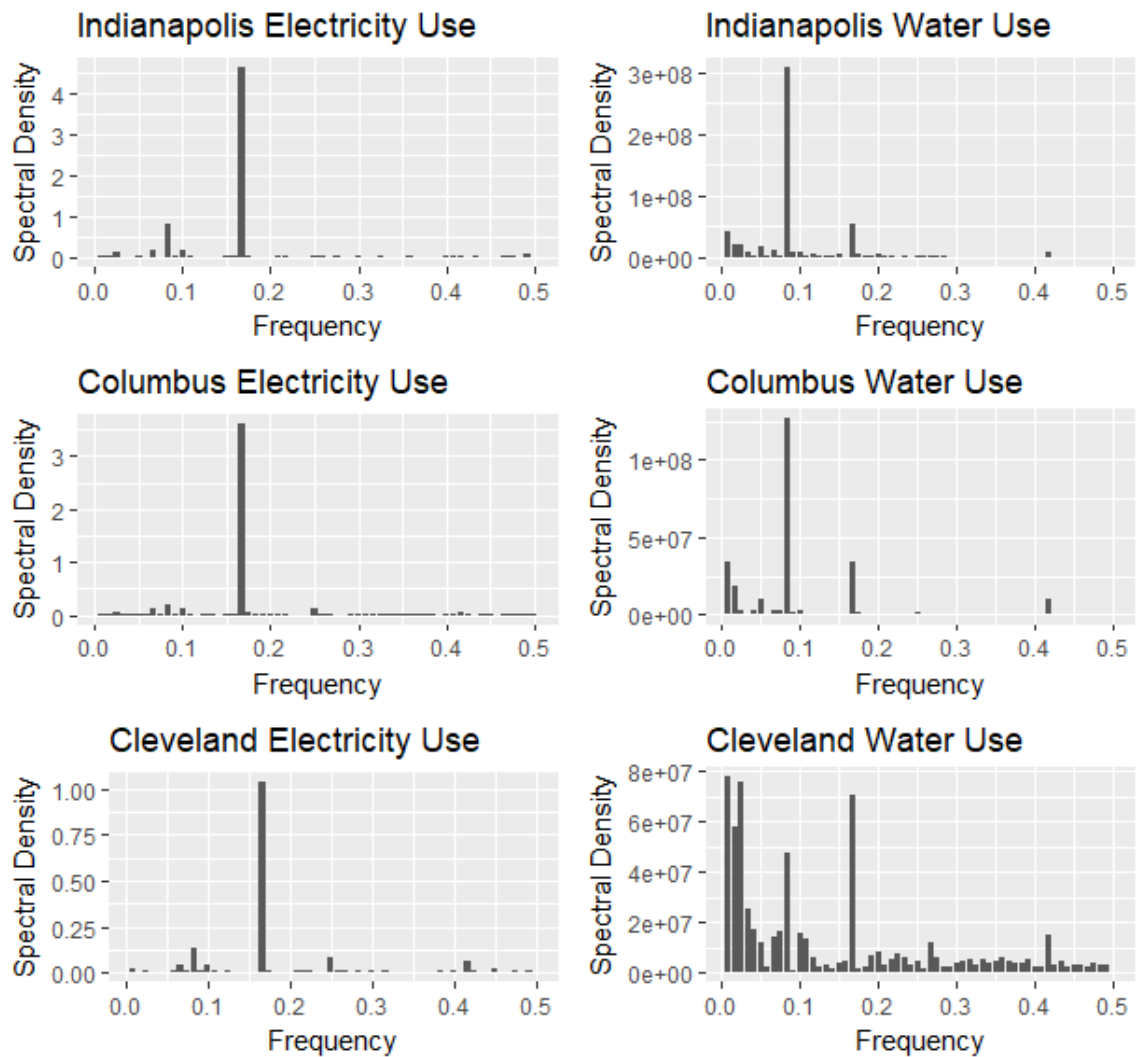 Indianapolis Electricity Use
Spectral Density
4
3
2
1
0
0.0 0.1 0.2 0.3 0.4 0.5
Frequency
Indianapolis Water Use
Spectral Density
3e+08
2e+08
1e+08
0e+00
0.0 0.1 0.2 0.3 0.4 0.5
Frequency
Columbus Electricity Use
Spectral Density
3
2
1
0
0.0 0.1 0.2 0.3 0.4 0.5
Frequency
Columbus Water Use
Spectral Density
1e+08
5e+07
0e+00
0.0 0.1 0.2 0.3 0.4 0.5
Frequency
Cleveland Electricity Use
Spectral Density
1.00
0.75
0.50
0.25
0.00
0.0 0.1 0.2 0.3 0.4 0.5
Frequency
Cleveland Water Use
Spectral Density
8e+07
6e+07
4e+07
2e+07
0e+00
0.0 0.1 0.2 0.3 0.4 0.5
Frequency